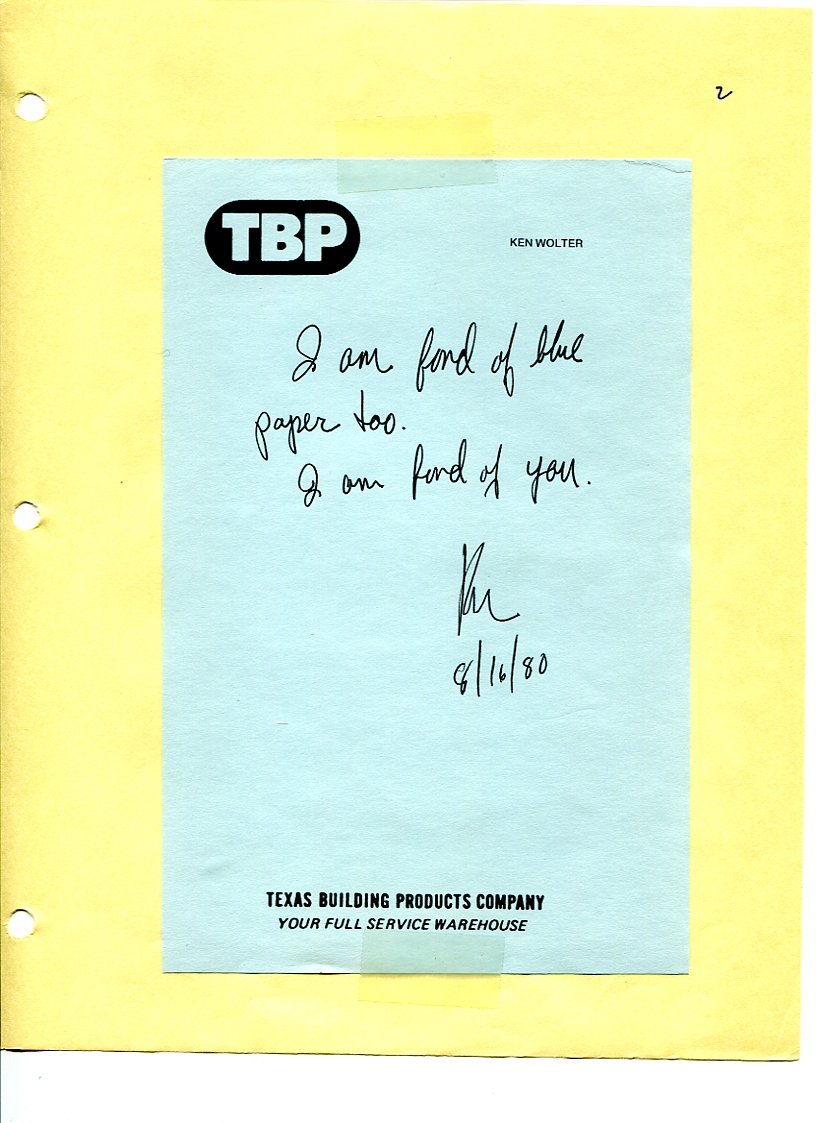 2
TBP
KEN WOLTER
I am fond of blue
paper too.
I am fond of you.
Ken
8/16/80
TEXAS BUILDING PRODUCTS COMPANY
YOUR FULL SERVICE WAREHOUSE